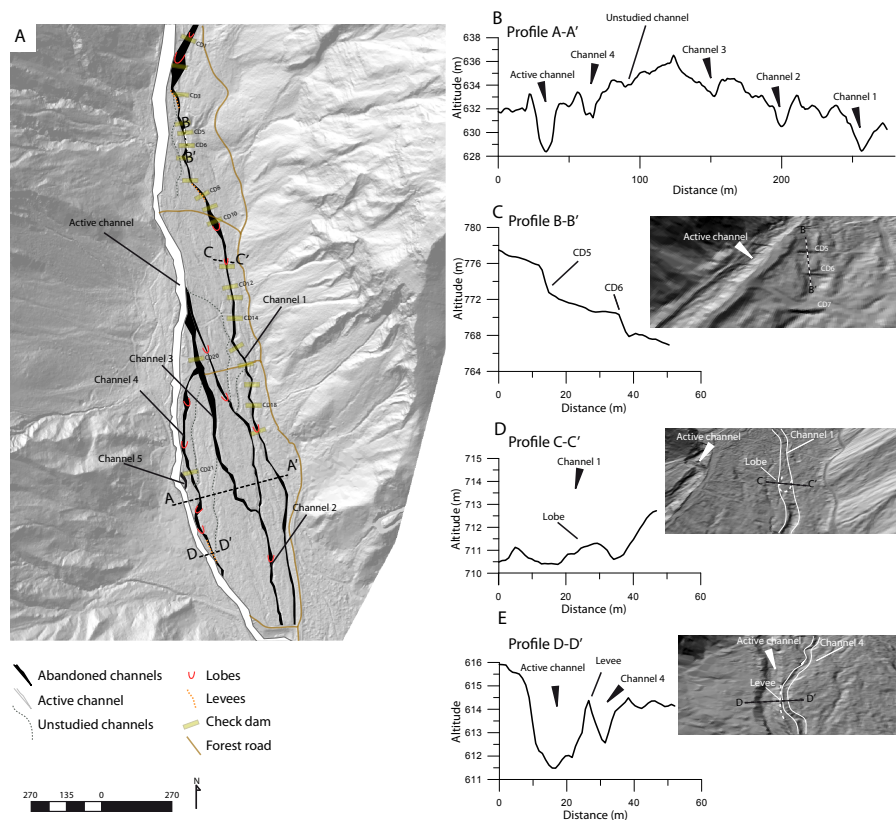 A
CD1
CD3
B
CD5
CD6
B'
CD8
CD10
Active channel
C
C'
CD12
Channel 1
CD14
Channel 3
CD20
Channel 4
CD18
Channel 5
CD21
A'
A
Channel 2
D
D'
Abandoned channels
Active channel
Unstudied channels
Lobes
Levees
Check dam
Forest road
270 135 0 270
N
B
Profile A-A'
Unstudied channel
Channel 4
Channel 3
Active channel
Channel 2
Channel 1
Altitude (m)
638
636
634
632
630
628
0 100 200
Distance (m)
C
Profile B-B'
CD5
CD6
Altitude (m)
780
776
772
768
764
0 20 40 60
Distance (m)
Active channel
B
CD5
CD6
B'
CD7
D
Profile C-C'
Channel 1
Lobe
Altitude (m)
715
714
713
712
711
710
0 20 40 60
Distance (m)
Active channel
Channel 1
Lobe
C
C'
E
Profile D-D'
Levee
Active channel
Channel 4
Altitude
616
615
614
613
612
611
0 20 40 60
Distance (m)
Active channel
Channel 4
Levee
D
D'